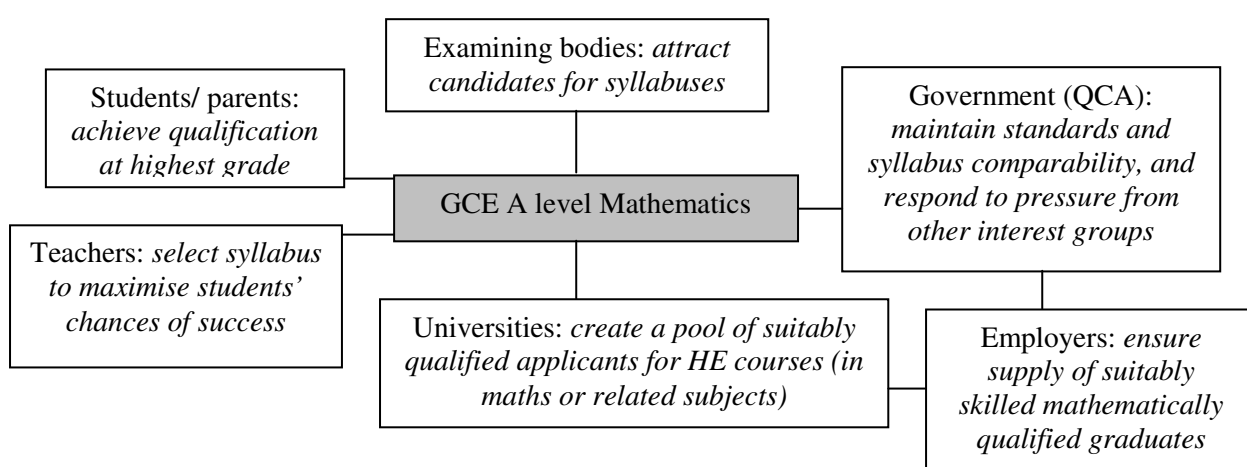 Examining bodies: attract
candidates for syllabuses
Students/ parents:
achieve qualification
at highest grade
Government (QCA):
maintain standards and
syllabus comparability, and
respond to pressure from
other interest groups
GCE A level Mathematics
Teachers: select syllabus
to maximise students’
chances of success
Universities: create a pool of suitably
qualified applicants for HE courses (in
maths or related subjects)
Employers: ensure
supply of suitably
skilled mathematically
qualified graduates